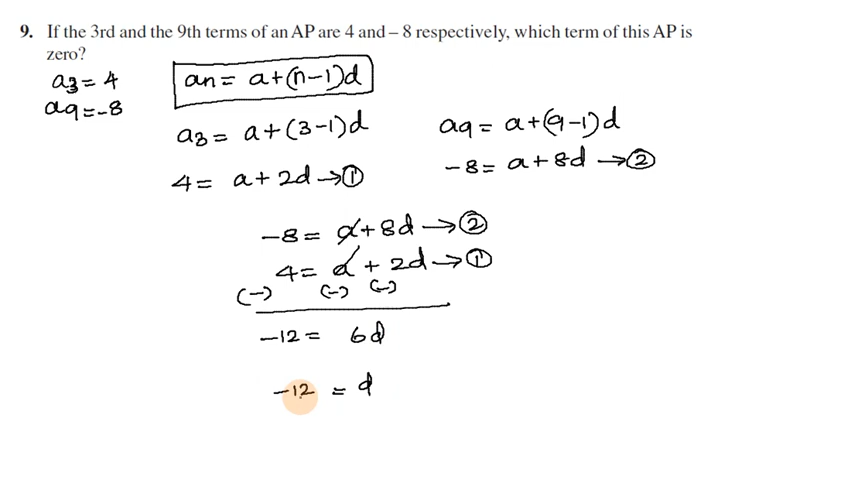 9. If the 3rd and the 9th terms of an AP are 4 and – 8 respectively, which term of this AP is
zero?
a3 = 4
an = a+(n-1)d
a9 = -8
a3 = a+(3-1)d
a9 = a+(9-1)d
4 = a+2d → ①
-8 = a+8d → ②
-8 = a+8d → ②
4 = a + 2d → ①
(-) (-) (-)
-12 = 6d
-12 = d